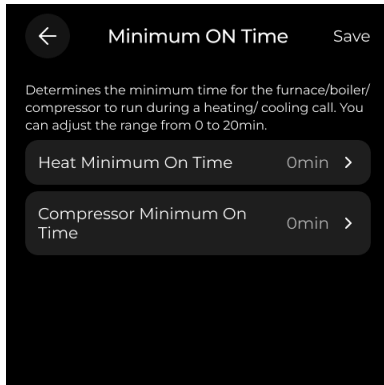 Minimum ON Time
Save
Determines the minimum time for the furnace/boiler/
compressor to run during a heating/ cooling call. You
can adjust the range from 0 to 20min.
Heat Minimum On Time 0min
Compressor Minimum On
Time
0min